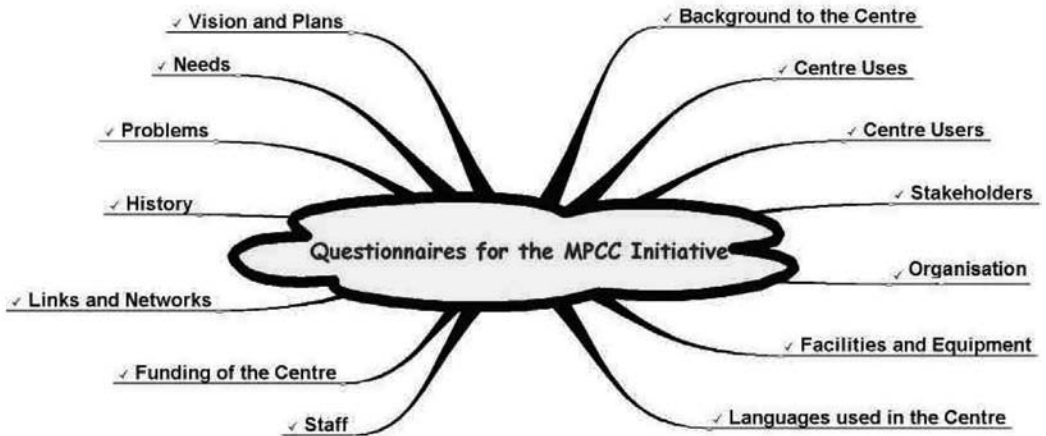 ✓ Vision and Plans
✓ Needs
✓ Problems
✓ History
✓ Links and Networks
✓ Funding of the Centre
✓ Staff
Questionnaires for the MPCC Initiative
✓ Background to the Centre
✓ Centre Uses
✓ Centre Users
✓ Stakeholders
✓ Organisation
✓ Facilities and Equipment
✓ Languages used in the Centre